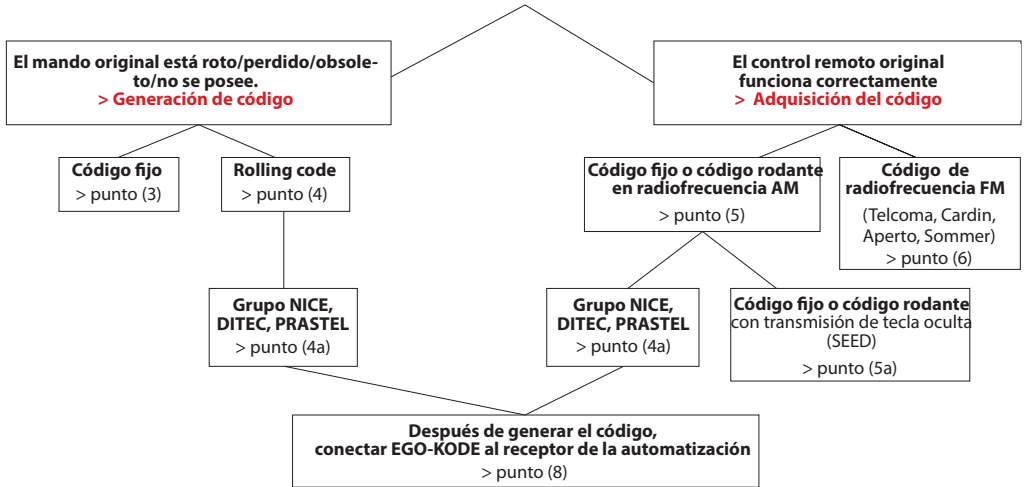 El mando original está roto/perdido/obsole-
to/no se posee.
> Generación de código
El control remoto original
funciona correctamente
> Adquisición del código
Código fijo
> punto (3)
Rolling code
> punto (4)
Código fijo o código rodante
en radiofrecuencia AM
> punto (5)
Código de
radiofrecuencia FM
(Telcoma, Cardin,
Aperto, Sommer)
> punto (6)
Grupo NICE,
DITEC, PRASTEL
> punto (4a)
Grupo NICE,
DITEC, PRASTEL
> punto (4a)
Código fijo o código rodante
con transmisión de tecla oculta
(SEED)
> punto (5a)
Después de generar el código,
conectar EGO-KODE al receptor de la automatización
> punto (8)